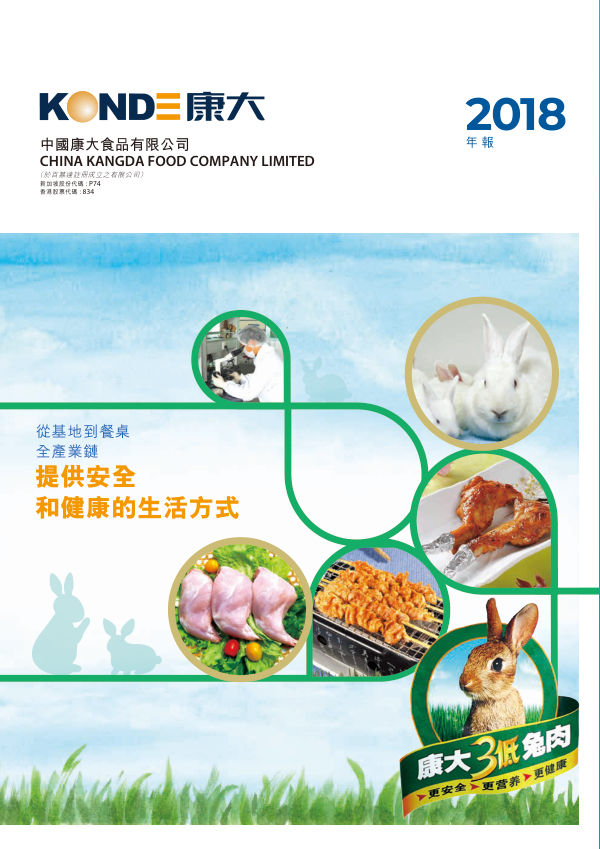 KONDE康大
2018
年報
中國康大食品有限公司
CHINA KANGDA FOOD COMPANY LIMITED
(於百慕達註冊成立之有限公司)
新加坡股份代碼 : P74
香港股票代碼 : 834
從基地到餐桌
全產業鏈
提供安全
和健康的生活方式
康大3低兔肉
更安全 更营养 更健康